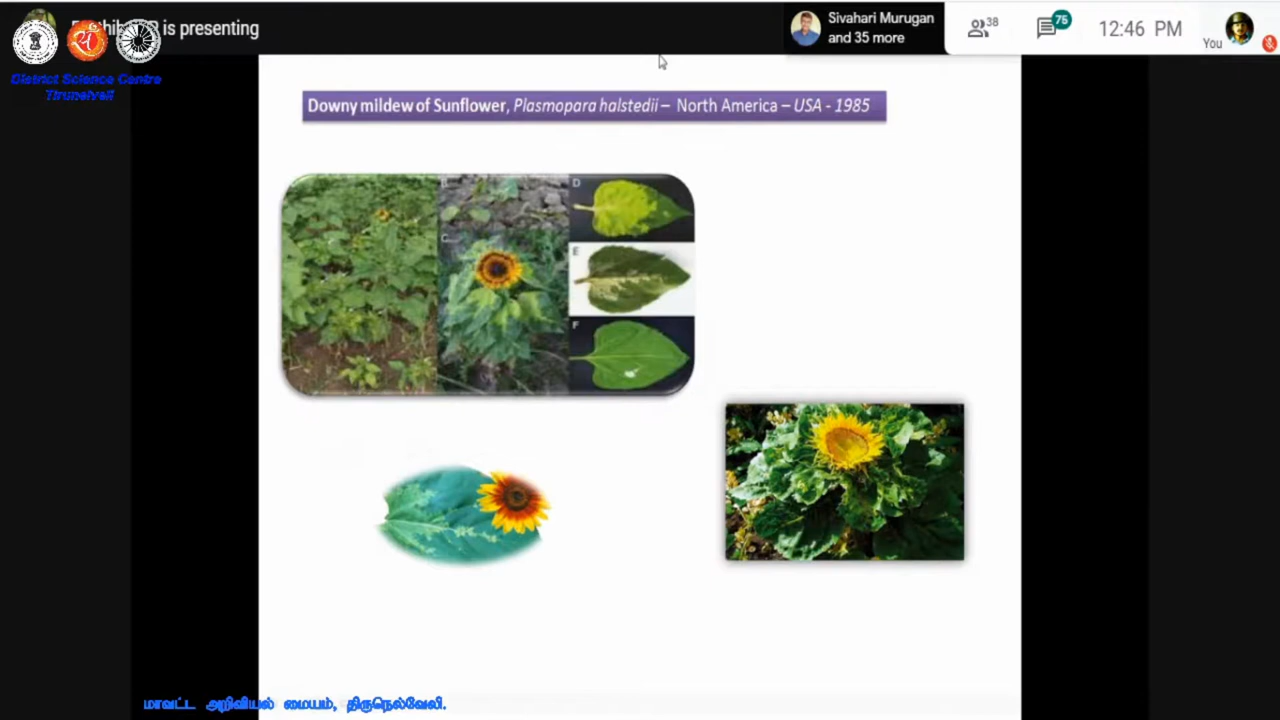 is presenting
Sivahari Murugan
and 35 more
38
75
12:46 PM
You
District Science Centre
Tirunelveli
Downy mildew of Sunflower, Plasmopara halstedii – North America – USA - 1985
D
C
E
F
மாவட்ட அறிவியல் மையம், திருநெல்வேலி.